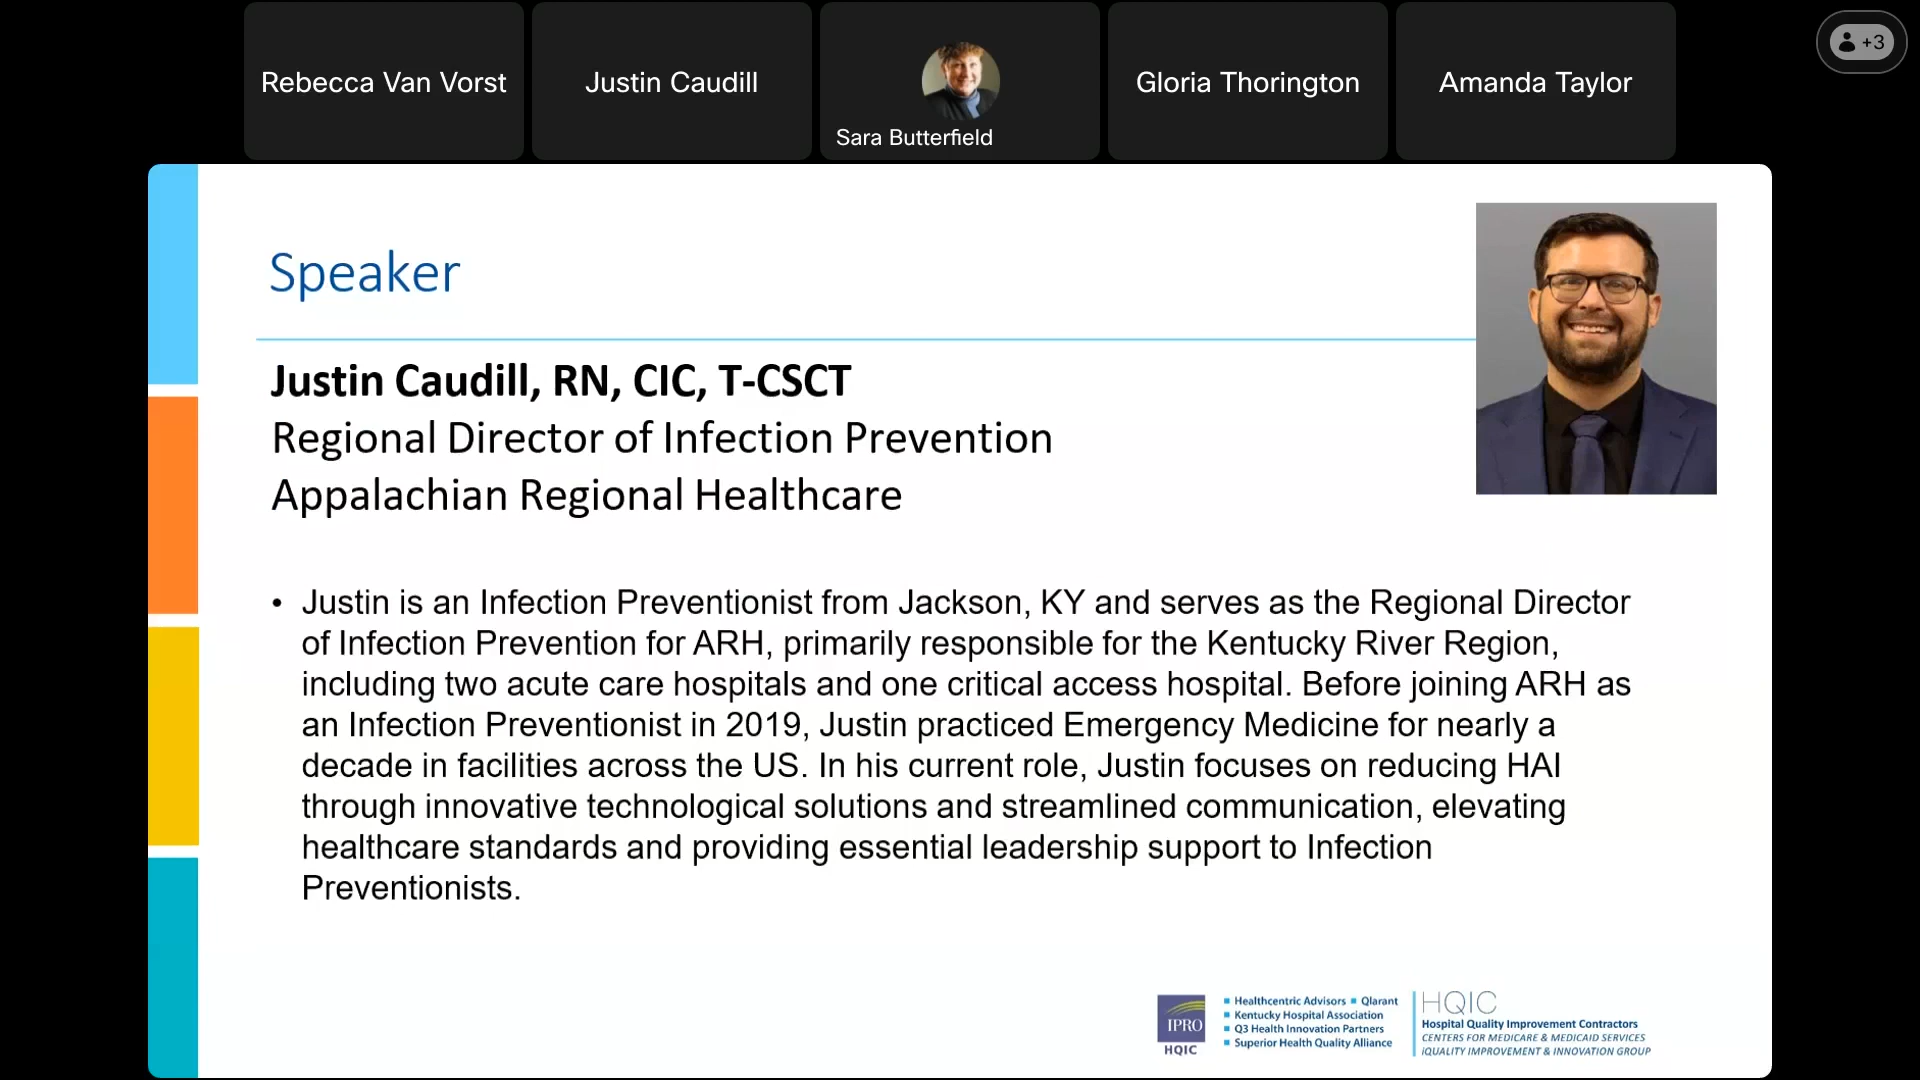 Rebecca Van Vorst
Justin Caudill
Sara Butterfield
Gloria Thorington
Amanda Taylor
+3
Speaker
Justin Caudill, RN, CIC, T-CSCT
Regional Director of Infection Prevention
Appalachian Regional Healthcare
• Justin is an Infection Preventionist from Jackson, KY and serves as the Regional Director
of Infection Prevention for ARH, primarily responsible for the Kentucky River Region,
including two acute care hospitals and one critical access hospital. Before joining ARH as
an Infection Preventionist in 2019, Justin practiced Emergency Medicine for nearly a
decade in facilities across the US. In his current role, Justin focuses on reducing HAI
through innovative technological solutions and streamlined communication, elevating
healthcare standards and providing essential leadership support to Infection
Preventionists.
IPRO
HQIC
Healthcentric Advisors ▪ Qlarant
Kentucky Hospital Association
Q3 Health Innovation Partners
Superior Health Quality Alliance
HQIC
Hospital Quality Improvement Contractors
CENTERS FOR MEDICARE & MEDICAID SERVICES
iQUALITY IMPROVEMENT & INNOVATION GROUP